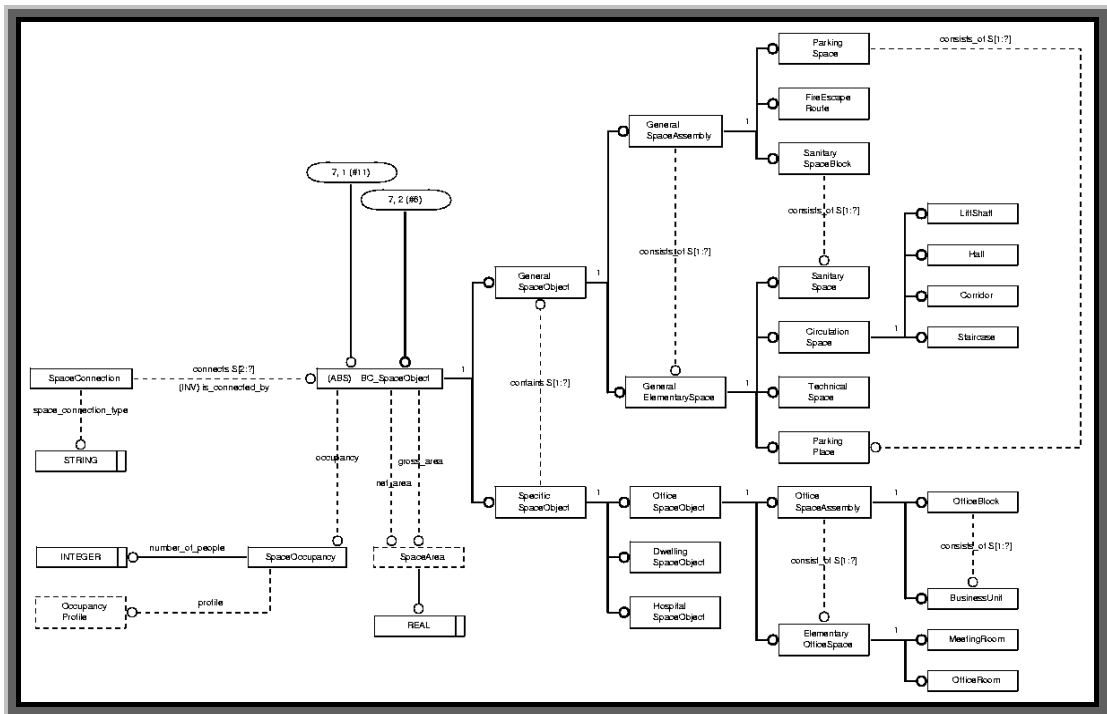 Parking
Space
consists_of S[1:?]
FireEscape
Route
1
General
SpaceAssembly
1
Sanitary
SpaceBlock
7, 1 (#11)
7, 2 (#6)
consists_of S[1:?]
LiftShaft
consists_of S[1:?]
Hall
General
SpaceObject
1
Sanitary
Space
Corridor
1
Circulation
Space
1
Staircase
SpaceConnection
connects S[2:?]
(INV) is_connected_by
(ABS) BC_SpaceObject
1
contains S[1:?]
General
ElementarySpace
1
Technical
Space
space_connection_type
STRING
occupancy
gross_area
net_area
Parking
Place
Specific
SpaceObject
1
Office
SpaceObject
1
Office
SpaceAssembly
1
OfficeBlock
INTEGER
number_of_people
SpaceOccupancy
SpaceArea
Dwelling
SpaceObject
consist_of S[1:?]
consists_of S[1:?]
Occupancy
Profile
profile
REAL
Hospital
SpaceObject
BusinessUnit
Elementary
OfficeSpace
1
MeetingRoom
OfficeRoom